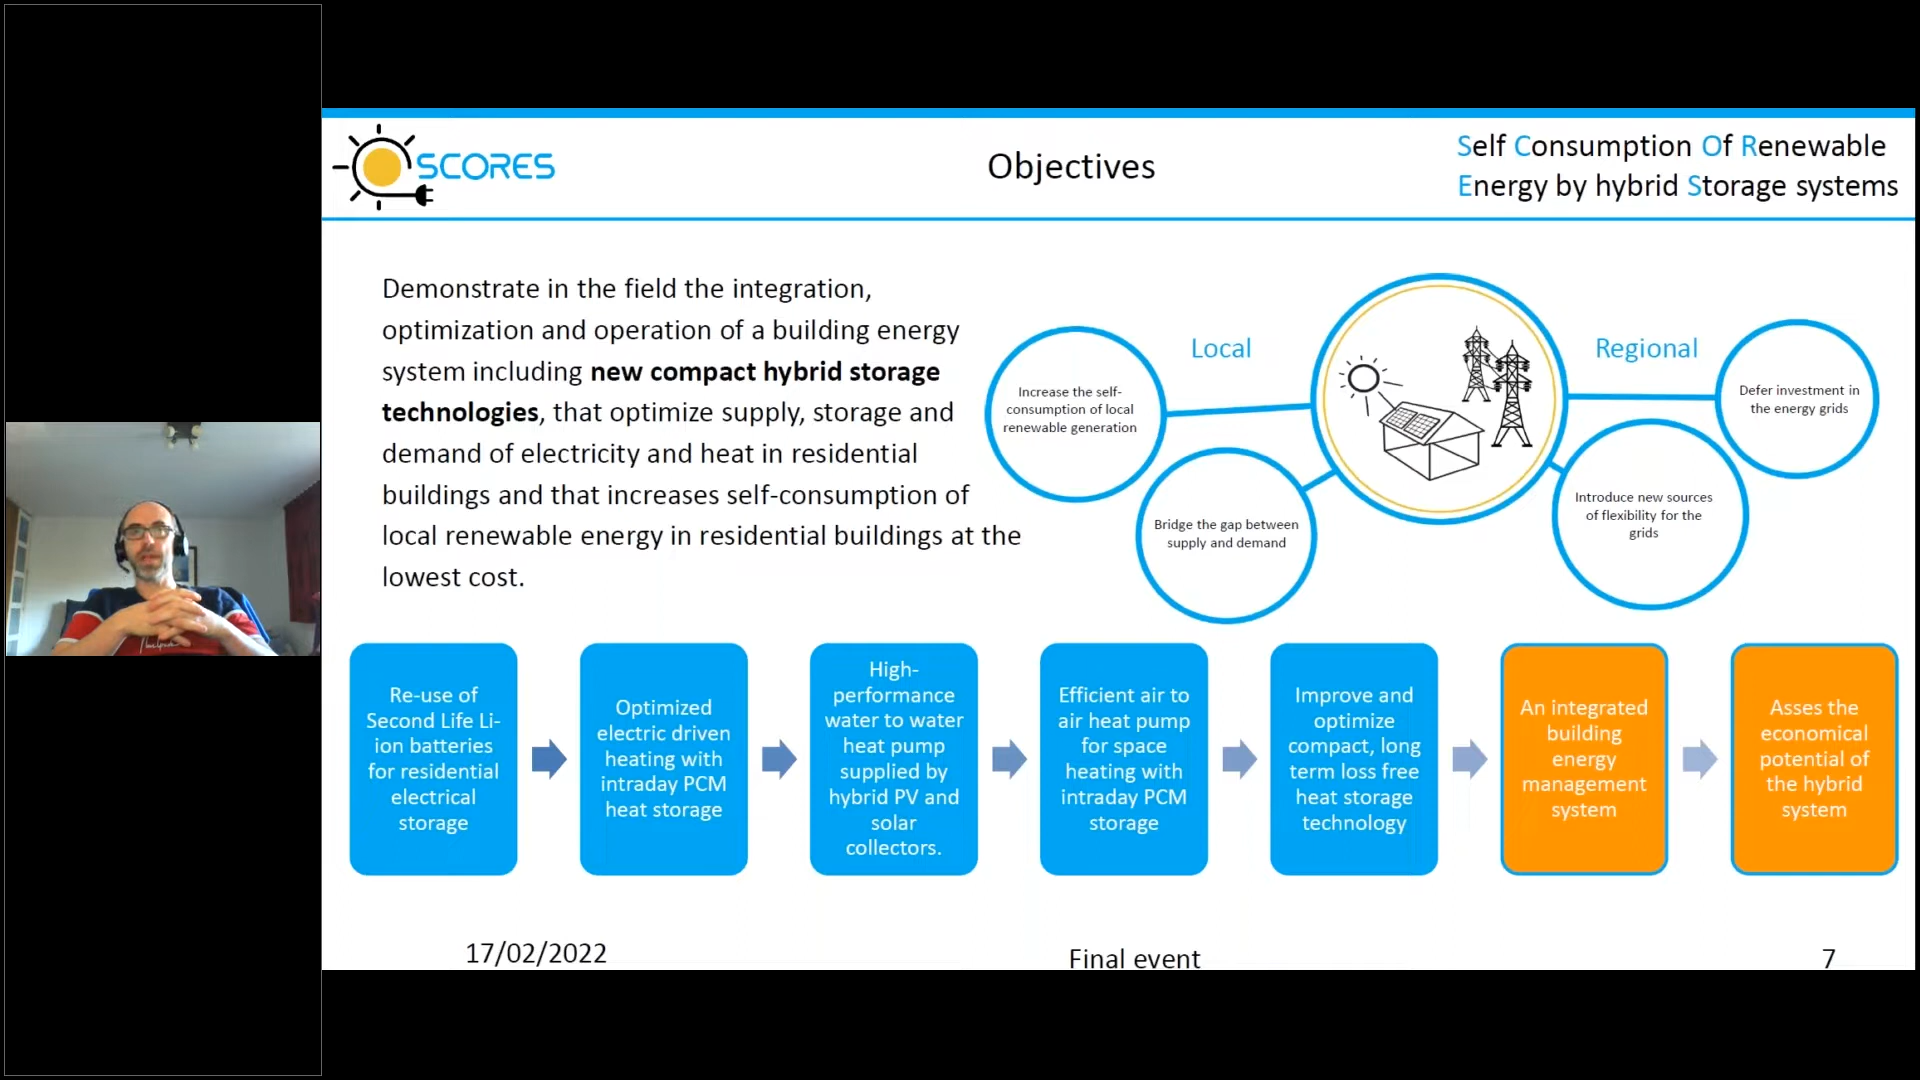 SCORES
Objectives
Self Consumption Of Renewable
Energy by hybrid Storage systems
Demonstrate in the field the integration,
optimization and operation of a building energy
system including new compact hybrid storage
technologies, that optimize supply, storage and
demand of electricity and heat in residential
buildings and that increases self-consumption of
local renewable energy in residential buildings at the
lowest cost.
Local
Regional
Increase the self-
consumption of local
renewable generation
Bridge the gap between
supply and demand
Defer investment in
the energy grids
Introduce new sources
of flexibility for the
grids
Re-use of
Second Life Li-
ion batteries
for residential
electrical
storage
Optimized
electric driven
heating with
intraday PCM
heat storage
High-
performance
water to water
heat pump
supplied by
hybrid PV and
solar
collectors.
Efficient air to
air heat pump
for space
heating with
intraday PCM
storage
Improve and
optimize
compact, long
term loss free
heat storage
technology
An integrated
building
energy
management
system
Asses the
economical
potential of
the hybrid
system
17/02/2022
Final event
7